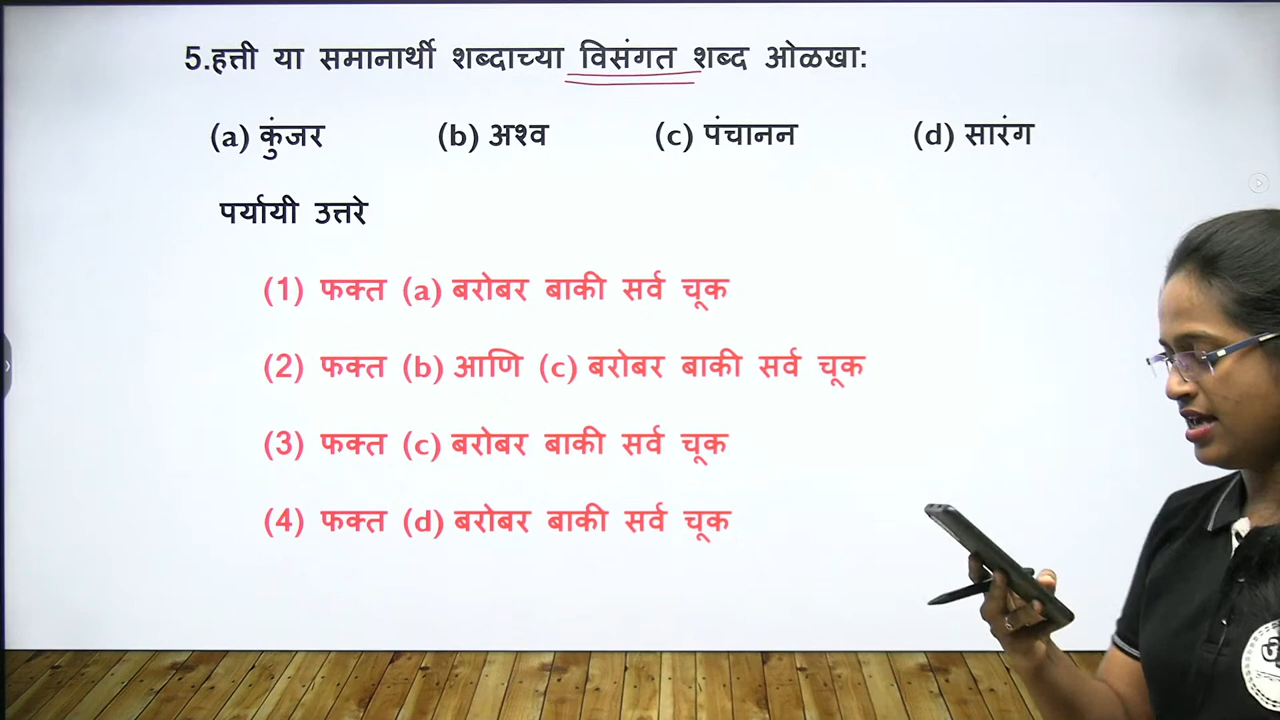 5.हत्ती या समानार्थी शब्दाच्या विसंगत शब्द ओळखा:
(a) कुंजर (b) अश्व (c) पंचानन (d) सारंग
पर्यायी उत्तरे
(1) फक्त (a) बरोबर बाकी सर्व चूक
(2) फक्त (b) आणि (c) बरोबर बाकी सर्व चूक
(3) फक्त (c) बरोबर बाकी सर्व चूक
(4) फक्त (d) बरोबर बाकी सर्व चूक